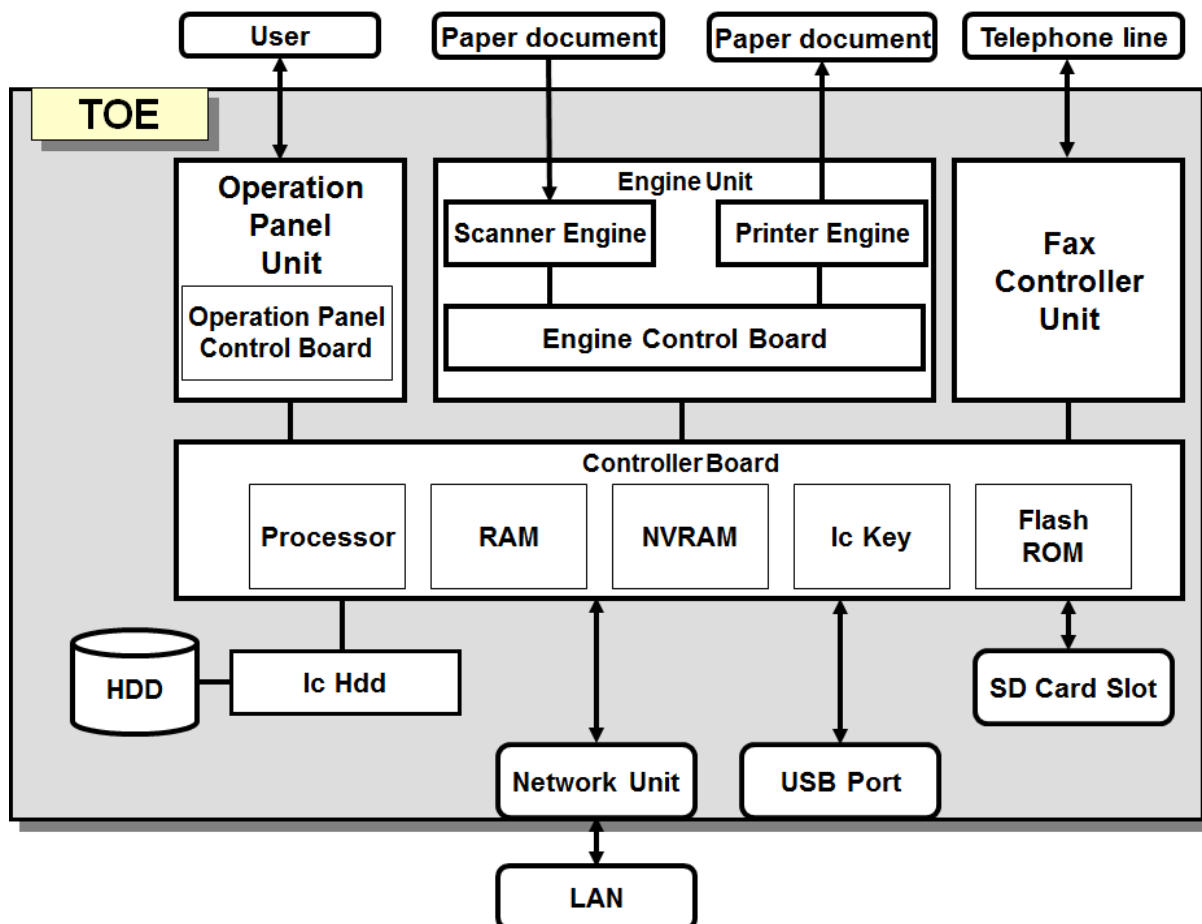 User
Paper document
Paper document
Telephone line
TOE
Operation
Panel
Unit
Operation Panel
Control Board
Engine Unit
Scanner Engine
Printer Engine
Engine Control Board
Fax
Controller
Unit
Controller Board
Processor
RAM
NVRAM
Ic Key
Flash
ROM
HDD
Ic Hdd
SD Card Slot
Network Unit
USB Port
LAN